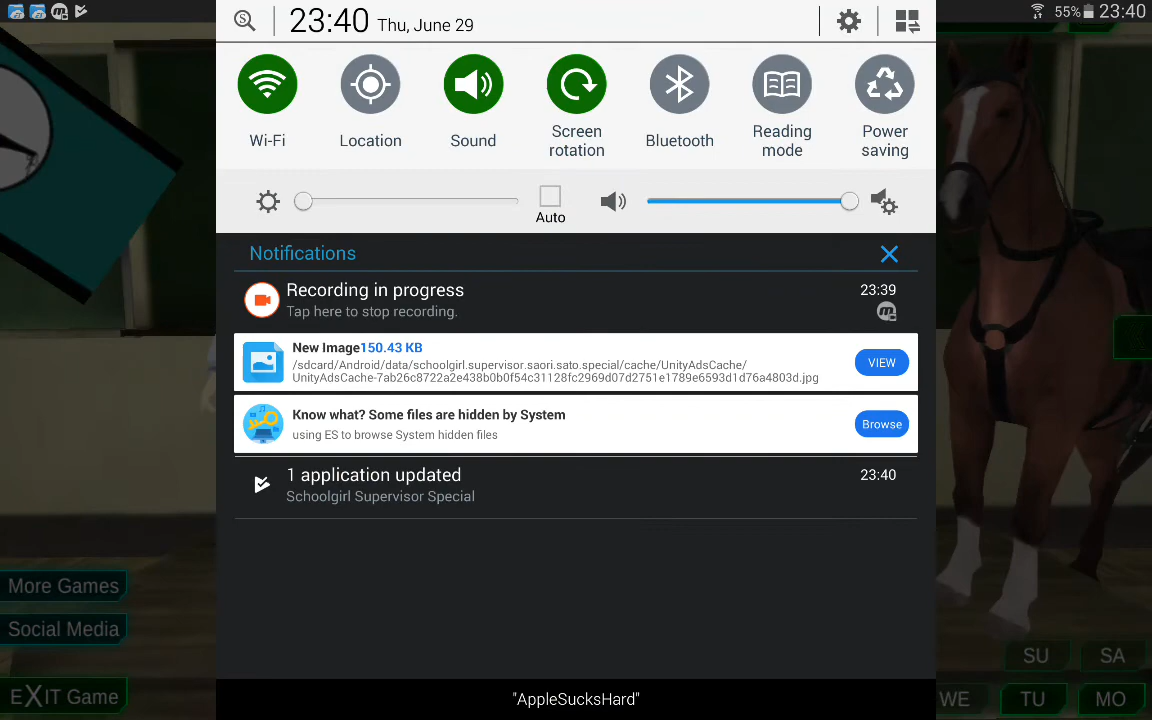 55% 23:40
23:40 Thu, June 29
Wi-Fi
Location
Sound
Screen
rotation
Bluetooth
Reading
mode
Power
saving
Auto
Notifications
Recording in progress
23:39
Tap here to stop recording.
New Image150.43 KB
/sdcard/Android/data/schoolgirl.supervisor.saori.sato.special/cache/UnityAdsCache/
UnityAdsCache-7ab26c8722a2e438b0b0f54c31128fc2969d07d2751e1789e6593d1d76a4803d.jpg
VIEW
Know what? Some files are hidden by System
using ES to browse System hidden files
Browse
1 application updated
23:40
Schoolgirl Supervisor Special
More Games
Social Media
EXIT Game
SU
SA
WE
TU
MO
"AppleSucksHard"